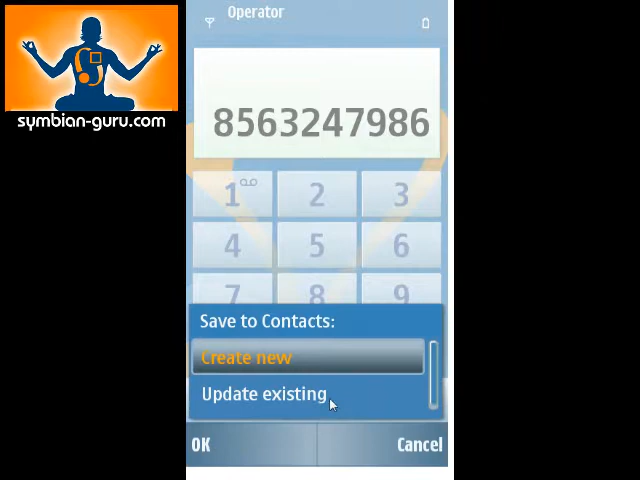 Operator
symbian-guru.com
8563247986
1 2 3
4 5 6
7 8 9
Save to Contacts:
Create new
Update existing
OK Cancel